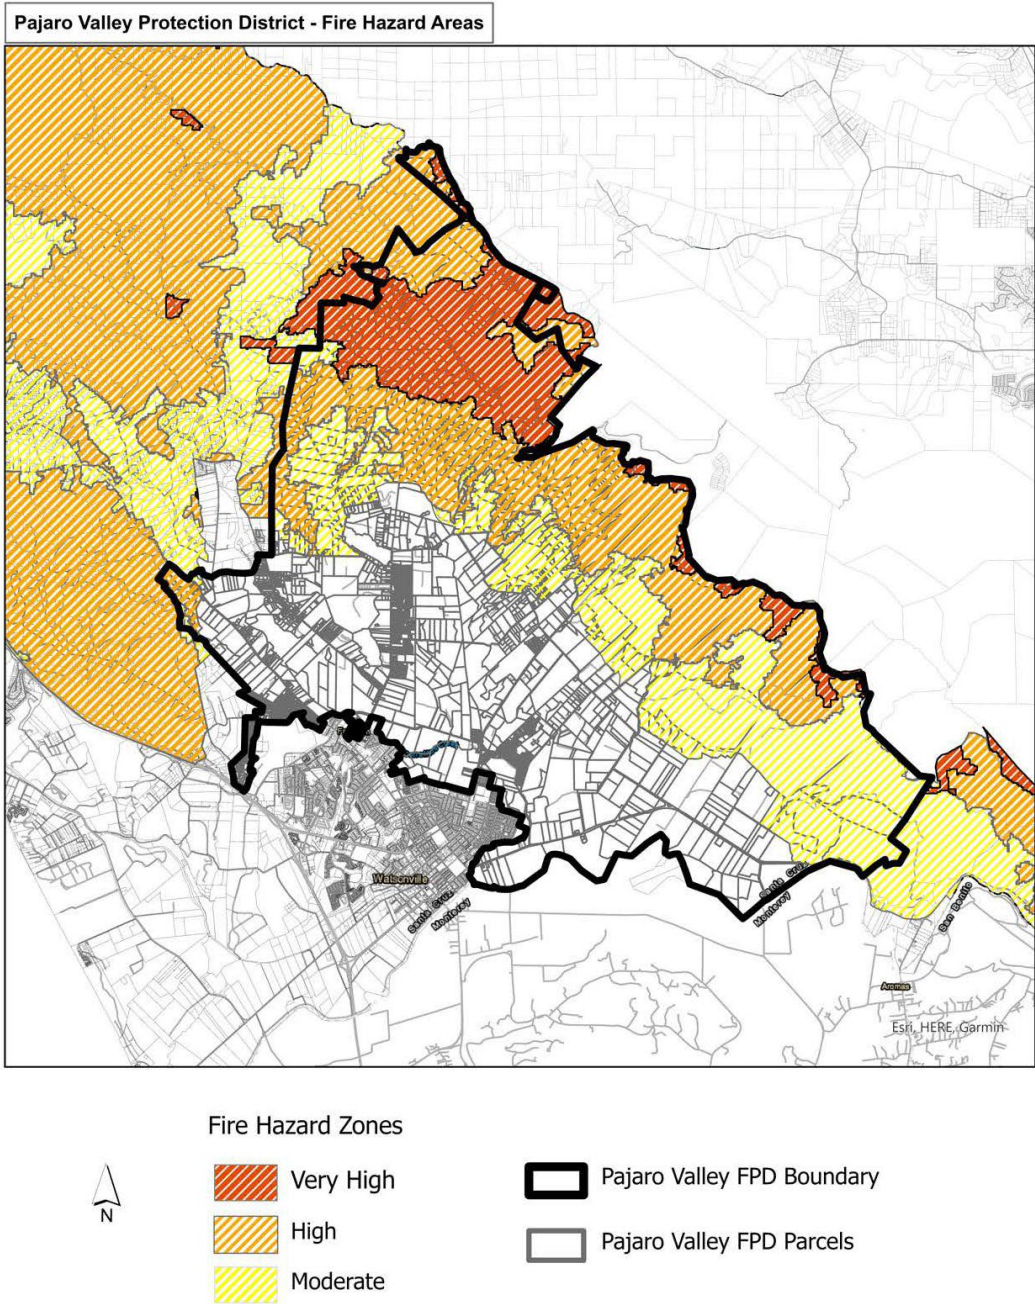 Pajaro Valley Protection District - Fire Hazard Areas
Watsonville
Santa Cruz
Monterey
Santa Cruz
Monterey
San Benito
Aromas
Esri, HERE, Garmin
Fire Hazard Zones
Very High
High
Moderate
N
Pajaro Valley FPD Boundary
Pajaro Valley FPD Parcels